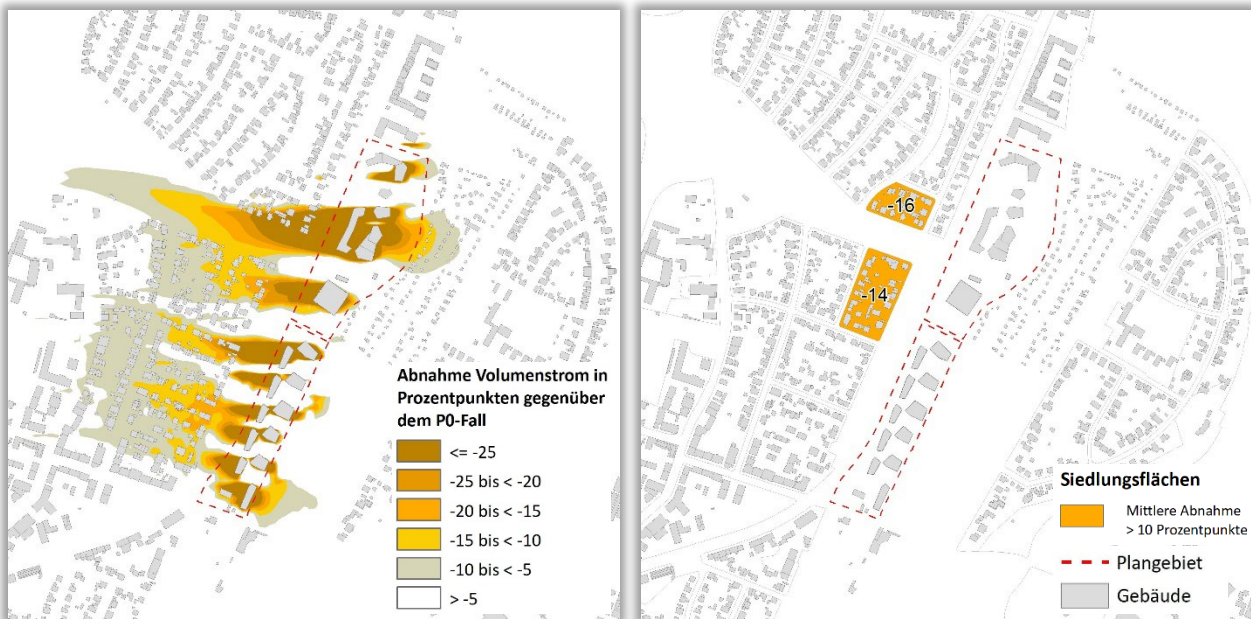 Abnahme Volumenstrom in
Prozentpunkten gegenüber
dem P0-Fall
<= -25
-25 bis < -20
-20 bis < -15
-15 bis < -10
-10 bis < -5
> -5
-16
-14
Siedlungsflächen
Mittlere Abnahme
> 10 Prozentpunkte
Plangebiet
Gebäude